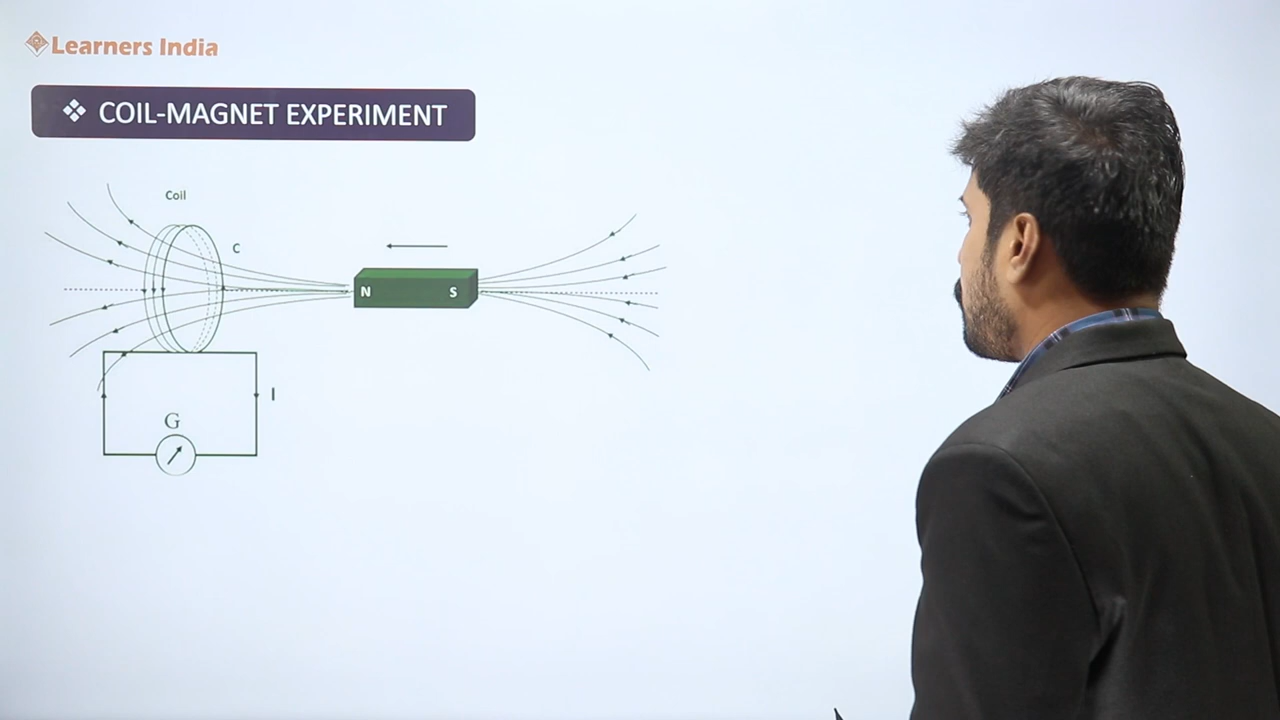 Learners India
❖ COIL-MAGNET EXPERIMENT
Coil
C
N S
I
G